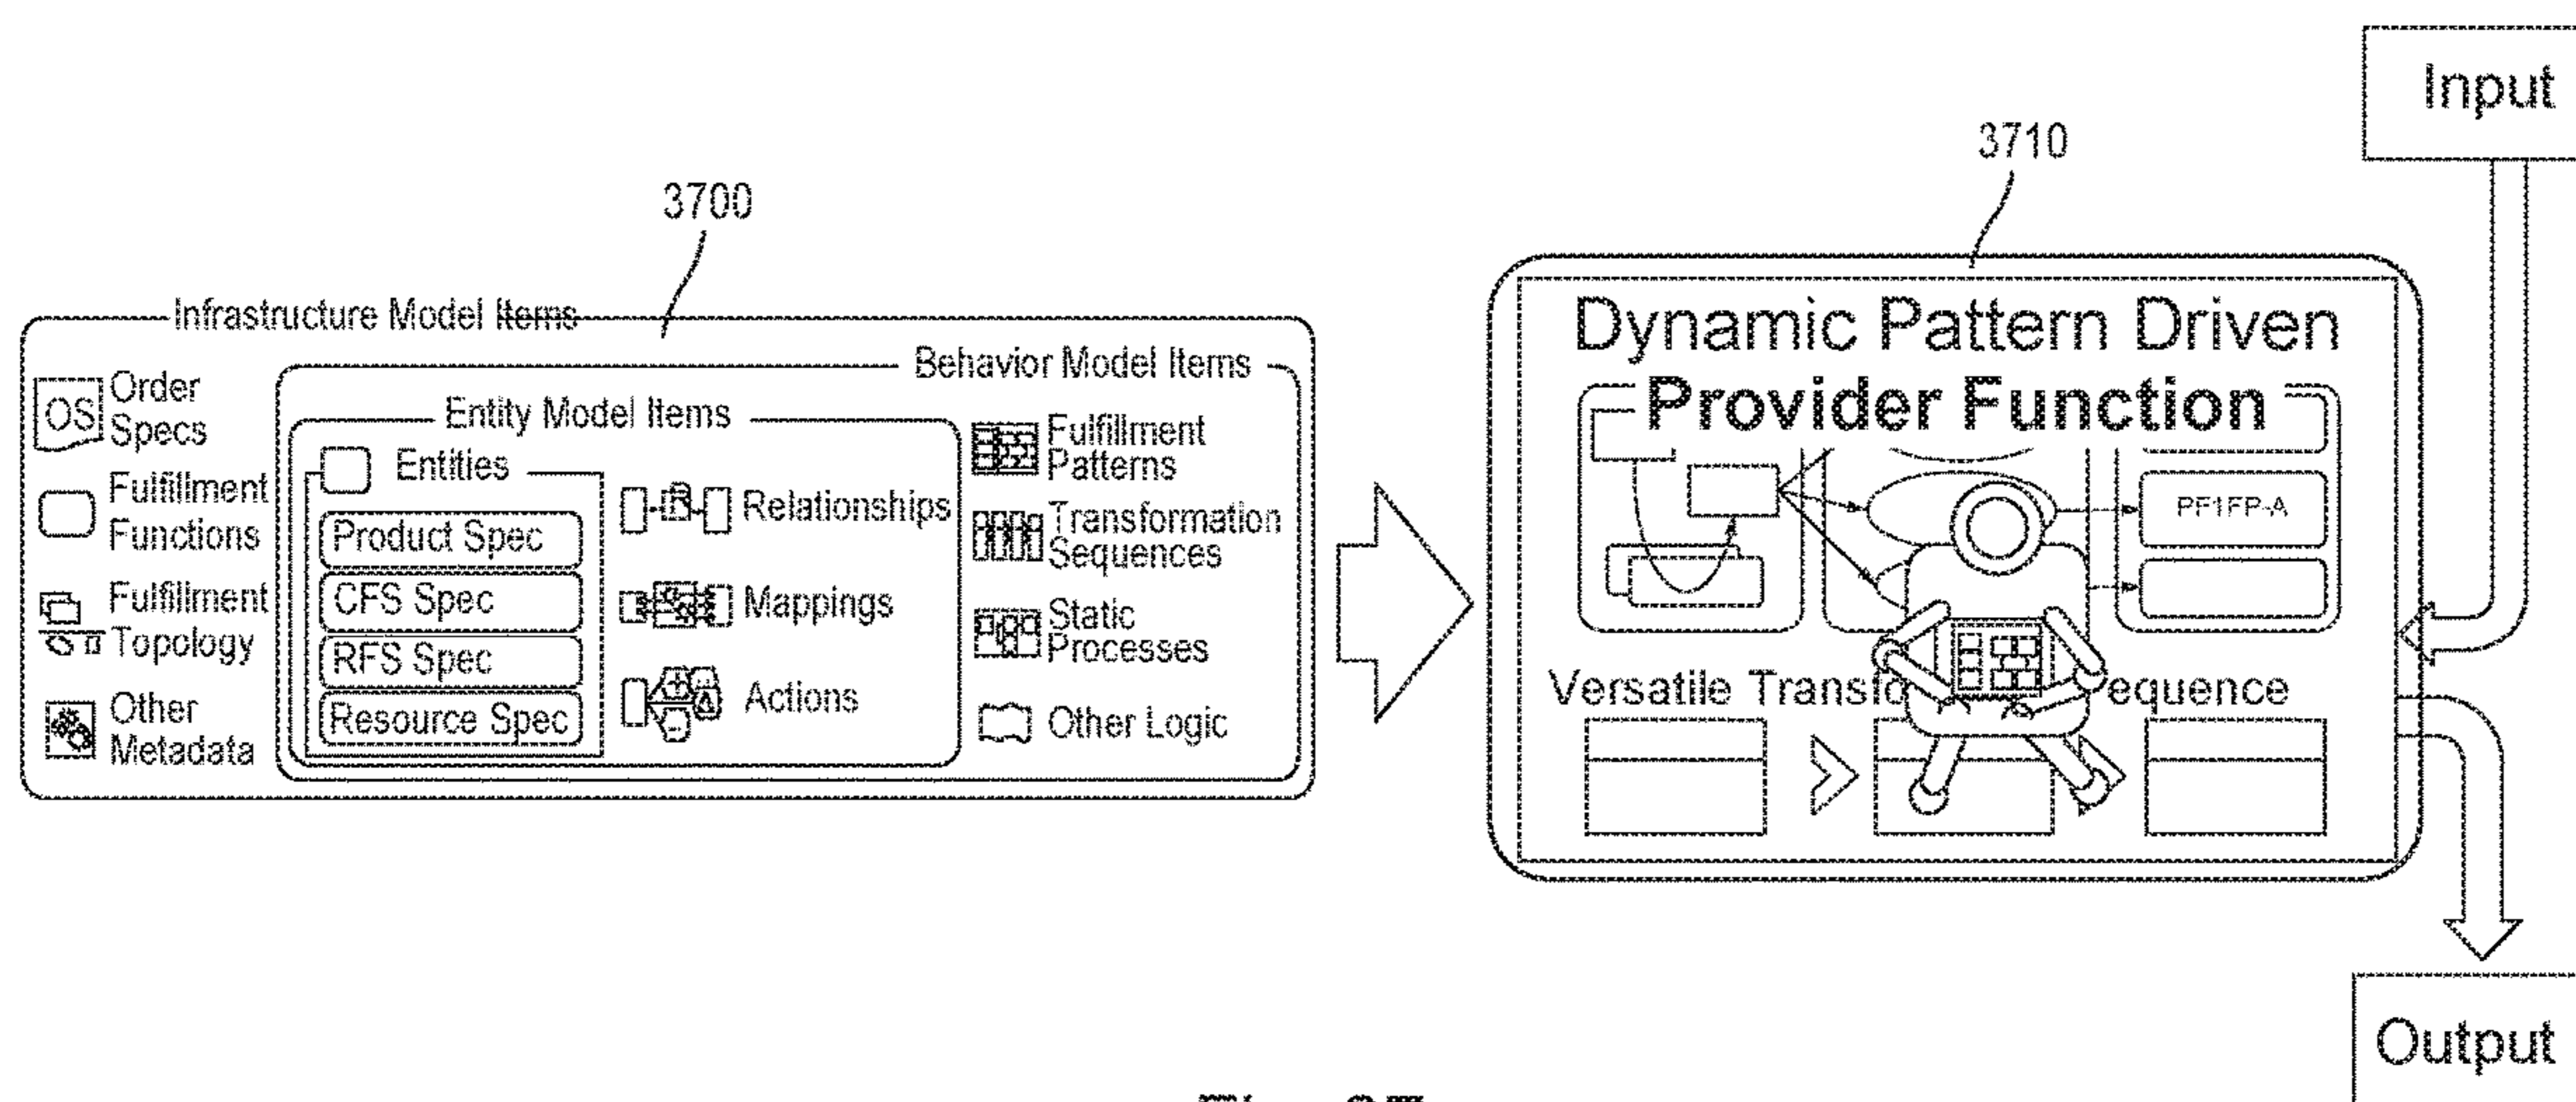 Input
3710
3700
Infrastructure Model Items
Behavior Model Items
Entity Model Items
OS
Order
Specs
Fulfillment
Functions
Fulfillment
Topology
Other
Metadata
Entities
Product Spec
CFS Spec
RFS Spec
Resource Spec
Relationships
Mappings
Actions
Fulfillment
Patterns
Transformation
Sequences
Static
Processes
Other Logic
Dynamic Pattern Driven
Provider Function
PF1FP-A
Versatile Transfo equence
Output